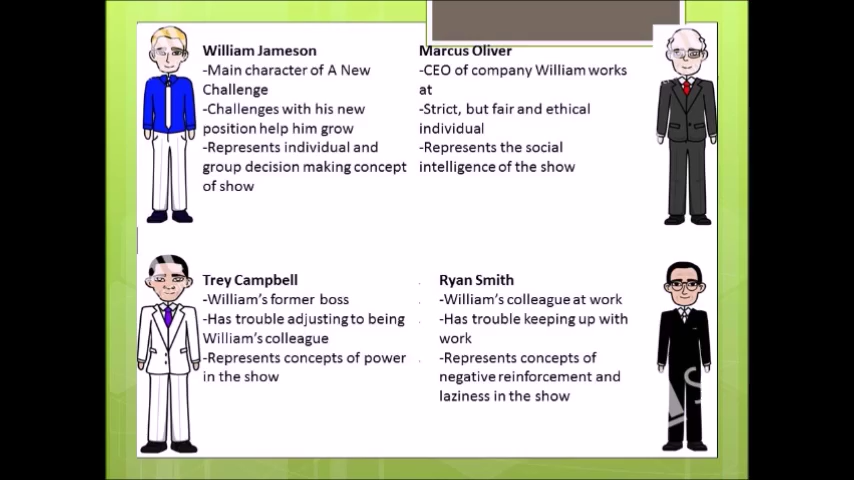 William Jameson
-Main character of A New
Challenge
-Challenges with his new
position help him grow
-Represents individual and
group decision making concept
of show
Marcus Oliver
-CEO of company William works
at
-Strict, but fair and ethical
individual
-Represents the social
intelligence of the show
Trey Campbell
-William's former boss
-Has trouble adjusting to being
William's colleague
-Represents concepts of power
in the show
Ryan Smith
-William's colleague at work
-Has trouble keeping up with
work
-Represents concepts of
negative reinforcement and
laziness in the show